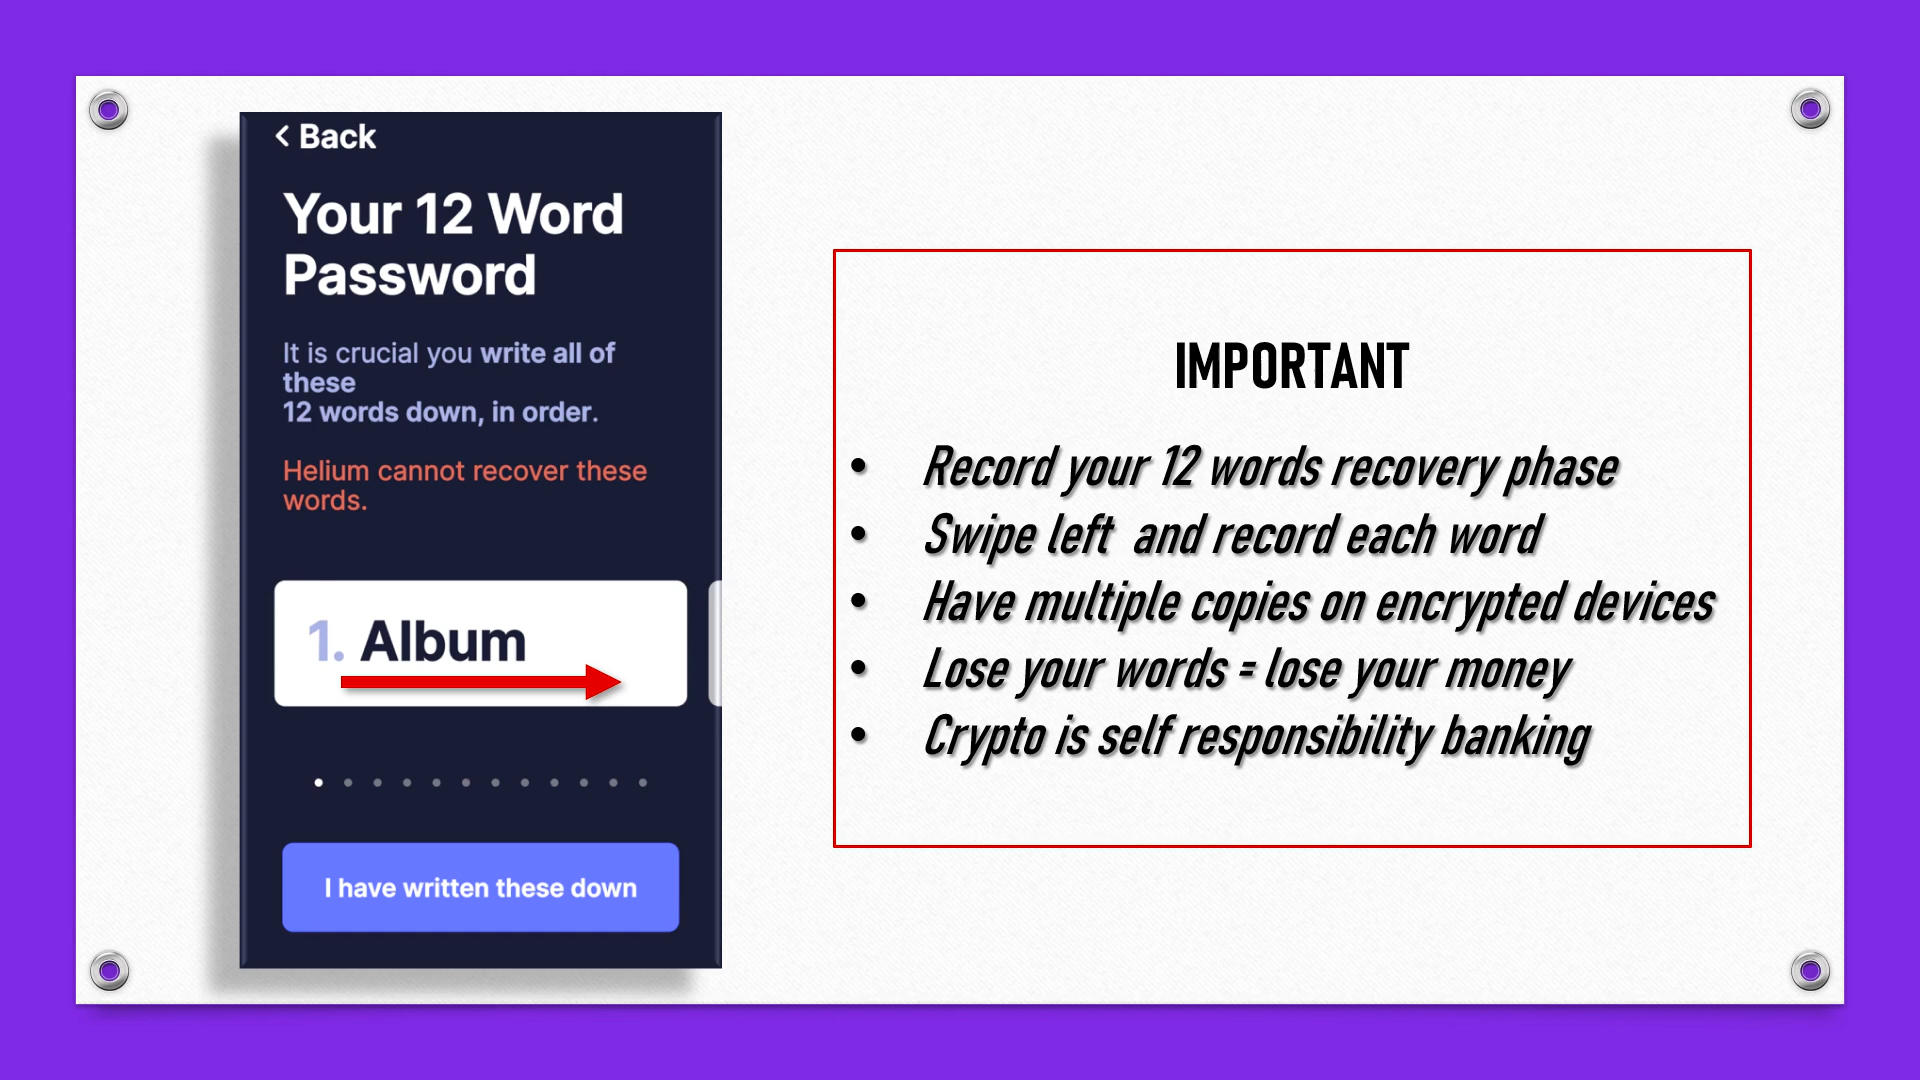 < Back
Your 12 Word
Password
It is crucial you write all of
these
12 words down, in order.
Helium cannot recover these
words.
1. Album
I have written these down
IMPORTANT
• Record your 12 words recovery phase
• Swipe left  and record each word
• Have multiple copies on encrypted devices
• Lose your words = lose your money
• Crypto is self responsibility banking